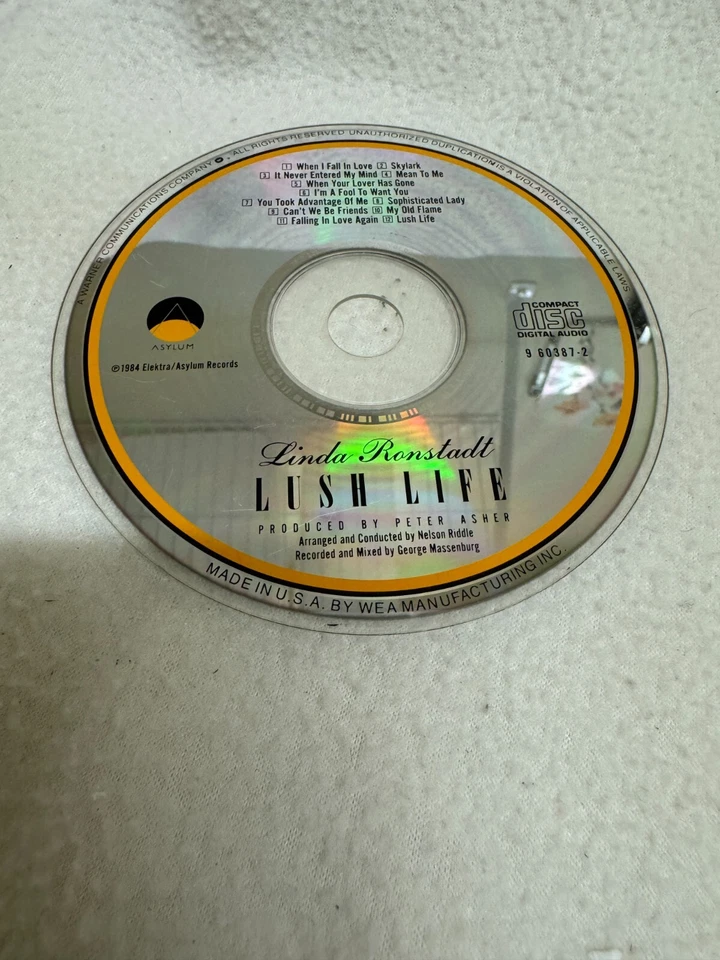 A WARNER COMMUNICATIONS COMPANY . ALL RIGHTS RESERVED UNAUTHORIZED DUPLICATION IS A VIOLATION OF APPLICABLE LAWS
1 When I Fall In Love 2 Skylark
3 It Never Entered My Mind 4 Mean To Me
5 When Your Lover Has Gone
6 I'm A Fool To Want You
7 You Took Advantage Of Me 8 Sophisticated Lady
9 Can't We Be Friends 10 My Old Flame
11 Falling In Love Again 12 Lush Life
ASYLUM
℗1984 Elektra/Asylum Records
COMPACT
disc
DIGITAL AUDIO
9 60387-2
Linda Ronstadt
LUSH LIFE
PRODUCED BY PETER ASHER
Arranged and Conducted by Nelson Riddle
Recorded and Mixed by George Massenburg
MADE IN U.S.A. BY WEA MANUFACTURING INC.